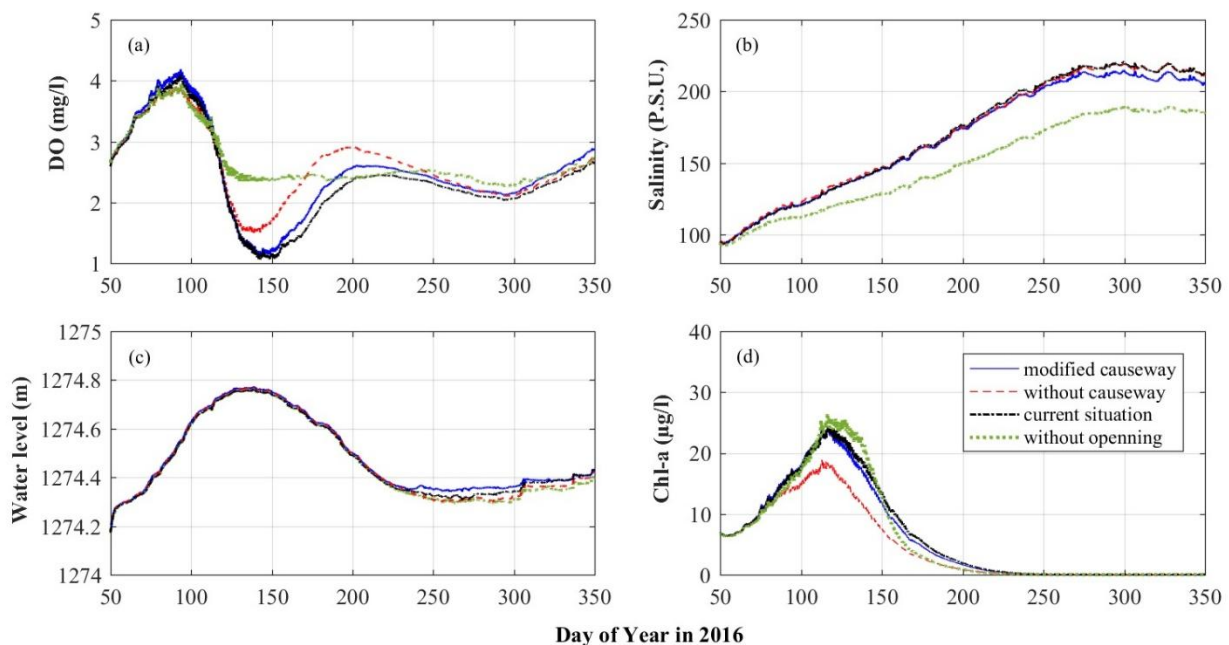 5
4
3
2
1
DO (mg/l)
(a)
50 100 150 200 250 300 350
250
200
150
100
Salinity (P.S.U.)
(b)
50 100 150 200 250 300 350
1275
1274.8
1274.6
1274.4
1274.2
1274
Water level (m)
(c)
50 100 150 200 250 300 350
40
30
20
10
0
Chl-a (µg/l)
(d)
modified causeway
without causeway
current situation
without openning
50 100 150 200 250 300 350
Day of Year in 2016